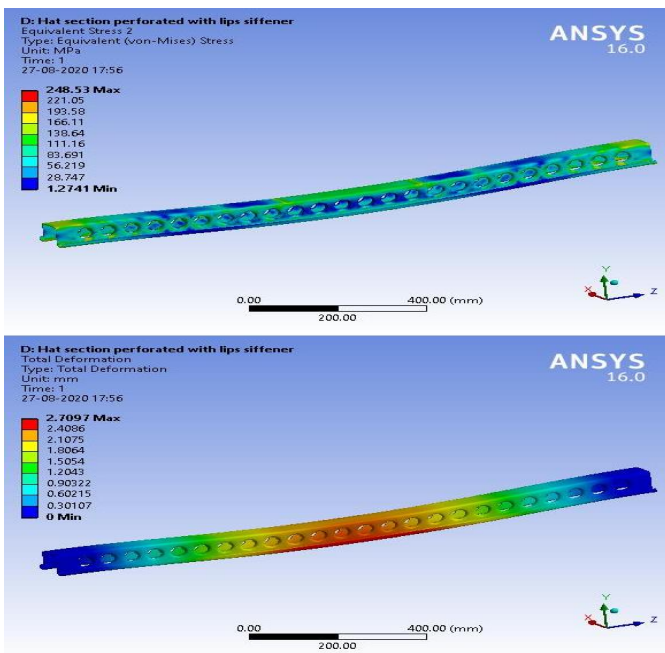 D: Hat section perforated with lips siffener
Equivalent Stress 2
Type: Equivalent (von-Mises) Stress
Unit: MPa
Time: 1
27-08-2020 17:56
ANSYS
16.0
248.53 Max
221.05
193.58
166.11
138.64
111.16
83.691
56.219
28.747
1.2741 Min
0.00 400.00 (mm)
200.00
Y
X Z
D: Hat section perforated with lips siffener
Total Deformation
Type: Total Deformation
Unit: mm
Time: 1
27-08-2020 17:56
ANSYS
16.0
2.7097 Max
2.4086
2.1075
1.8064
1.5054
1.2043
0.90322
0.60215
0.30107
0 Min
0.00 400.00 (mm)
200.00
Y
X Z